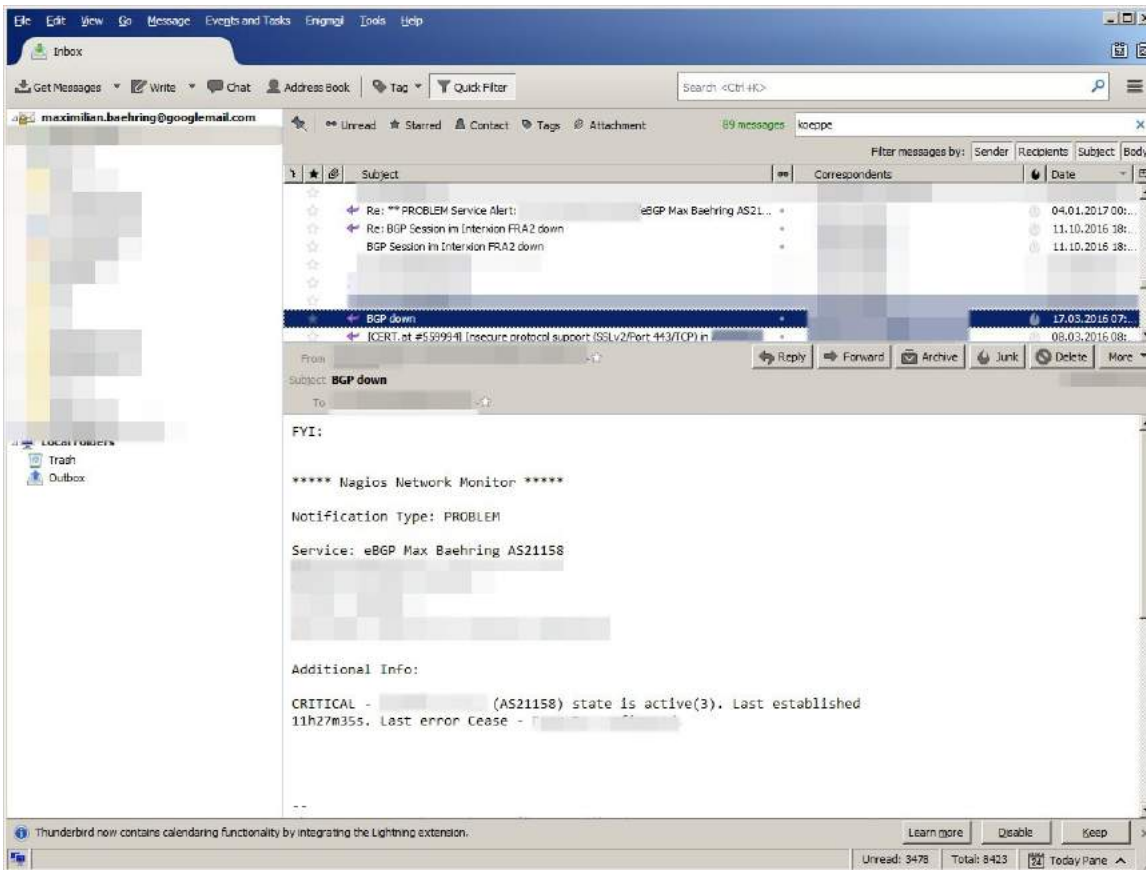 File Edit View Go Message Events and Tasks Enigmail Tools Help
Inbox
Get Messages Write Chat Address Book Tag Quick Filter Search <Ctrl+K>
maximilian.baehring@googlemail.com
Unread Starred Contact Tags Attachment 89 messages koeppe
Filter messages by: Sender Recipients Subject Body
Subject Correspondents Date
Re: ** PROBLEM Service Alert: eBGP Max Baehring AS21... 04.01.2017 00:...
Re: BGP Session im Interxion FRA2 down 11.10.2016 18:...
BGP Session im Interxion FRA2 down 11.10.2016 18:...
BGP down 17.03.2016 07:...
[CERT.at #559994] Insecure protocol support (SSLv2/Port 443/TCP) in 08.03.2016 08:...
From Reply Forward Archive Junk Delete More
Subject BGP down
To
Local Folders
Trash
Outbox
FYI:
***** Nagios Network Monitor *****
Notification Type: PROBLEM
Service: eBGP Max Baehring AS21158
Additional Info:
CRITICAL - (AS21158) state is active(3). Last established
11h27m35s. Last error Cease -
--
Thunderbird now contains calendaring functionality by integrating the Lightning extension. Learn more Disable Keep
Unread: 3478 Total: 8423 24 Today Pane